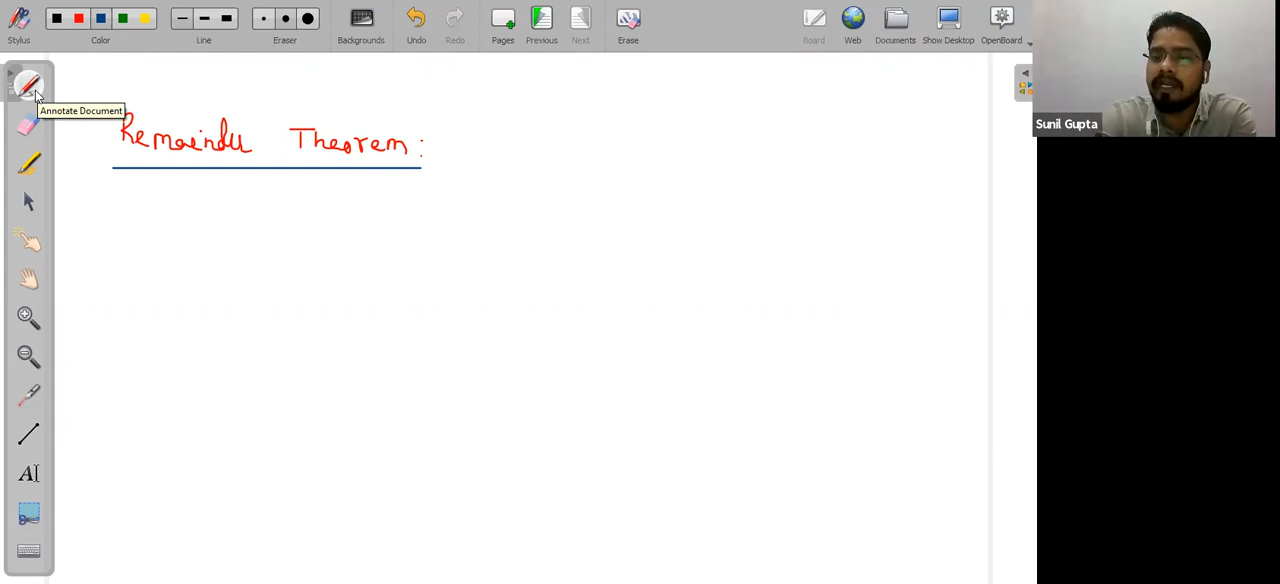 Stylus Color Line Eraser Backgrounds Undo Redo Pages Previous Next Erase Board Web Documents Show Desktop OpenBoard
Annotate Document
Sunil Gupta
Remainder Theorem: